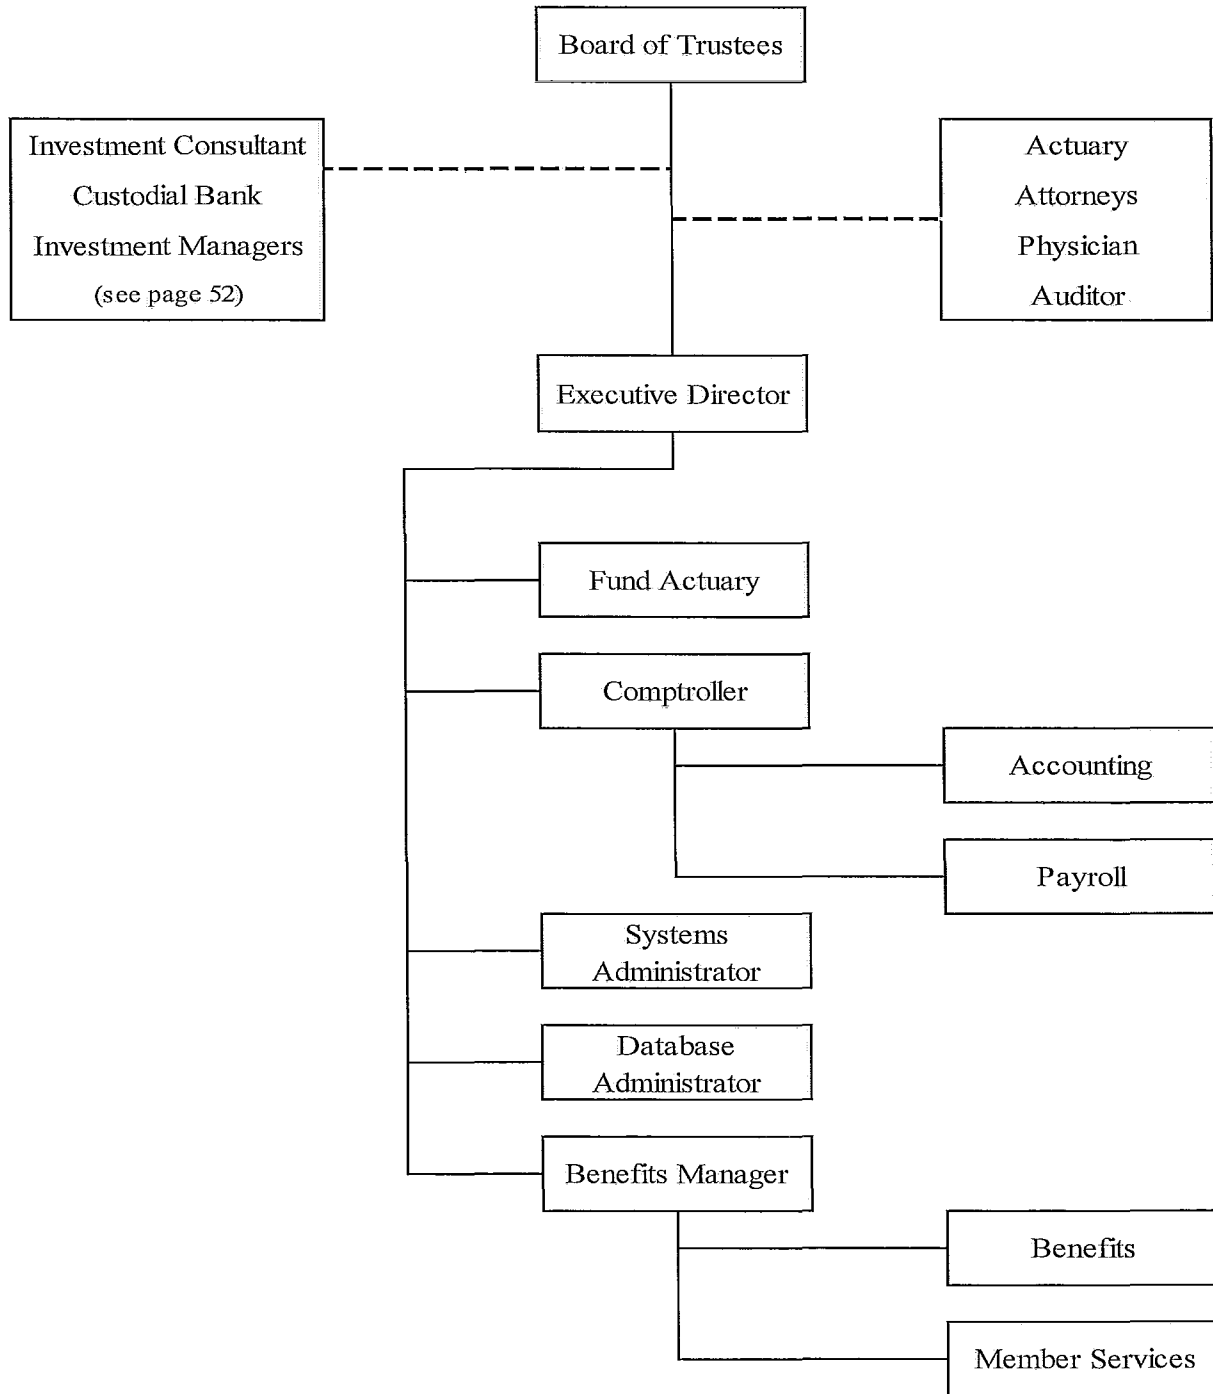 Board of Trustees
Investment Consultant
Custodial Bank
Investment Managers
(see page 52)
Actuary
Attorneys
Physician
Auditor
Executive Director
Fund Actuary
Comptroller
Accounting
Payroll
Systems
Administrator
Database
Administrator
Benefits Manager
Benefits
Member Services